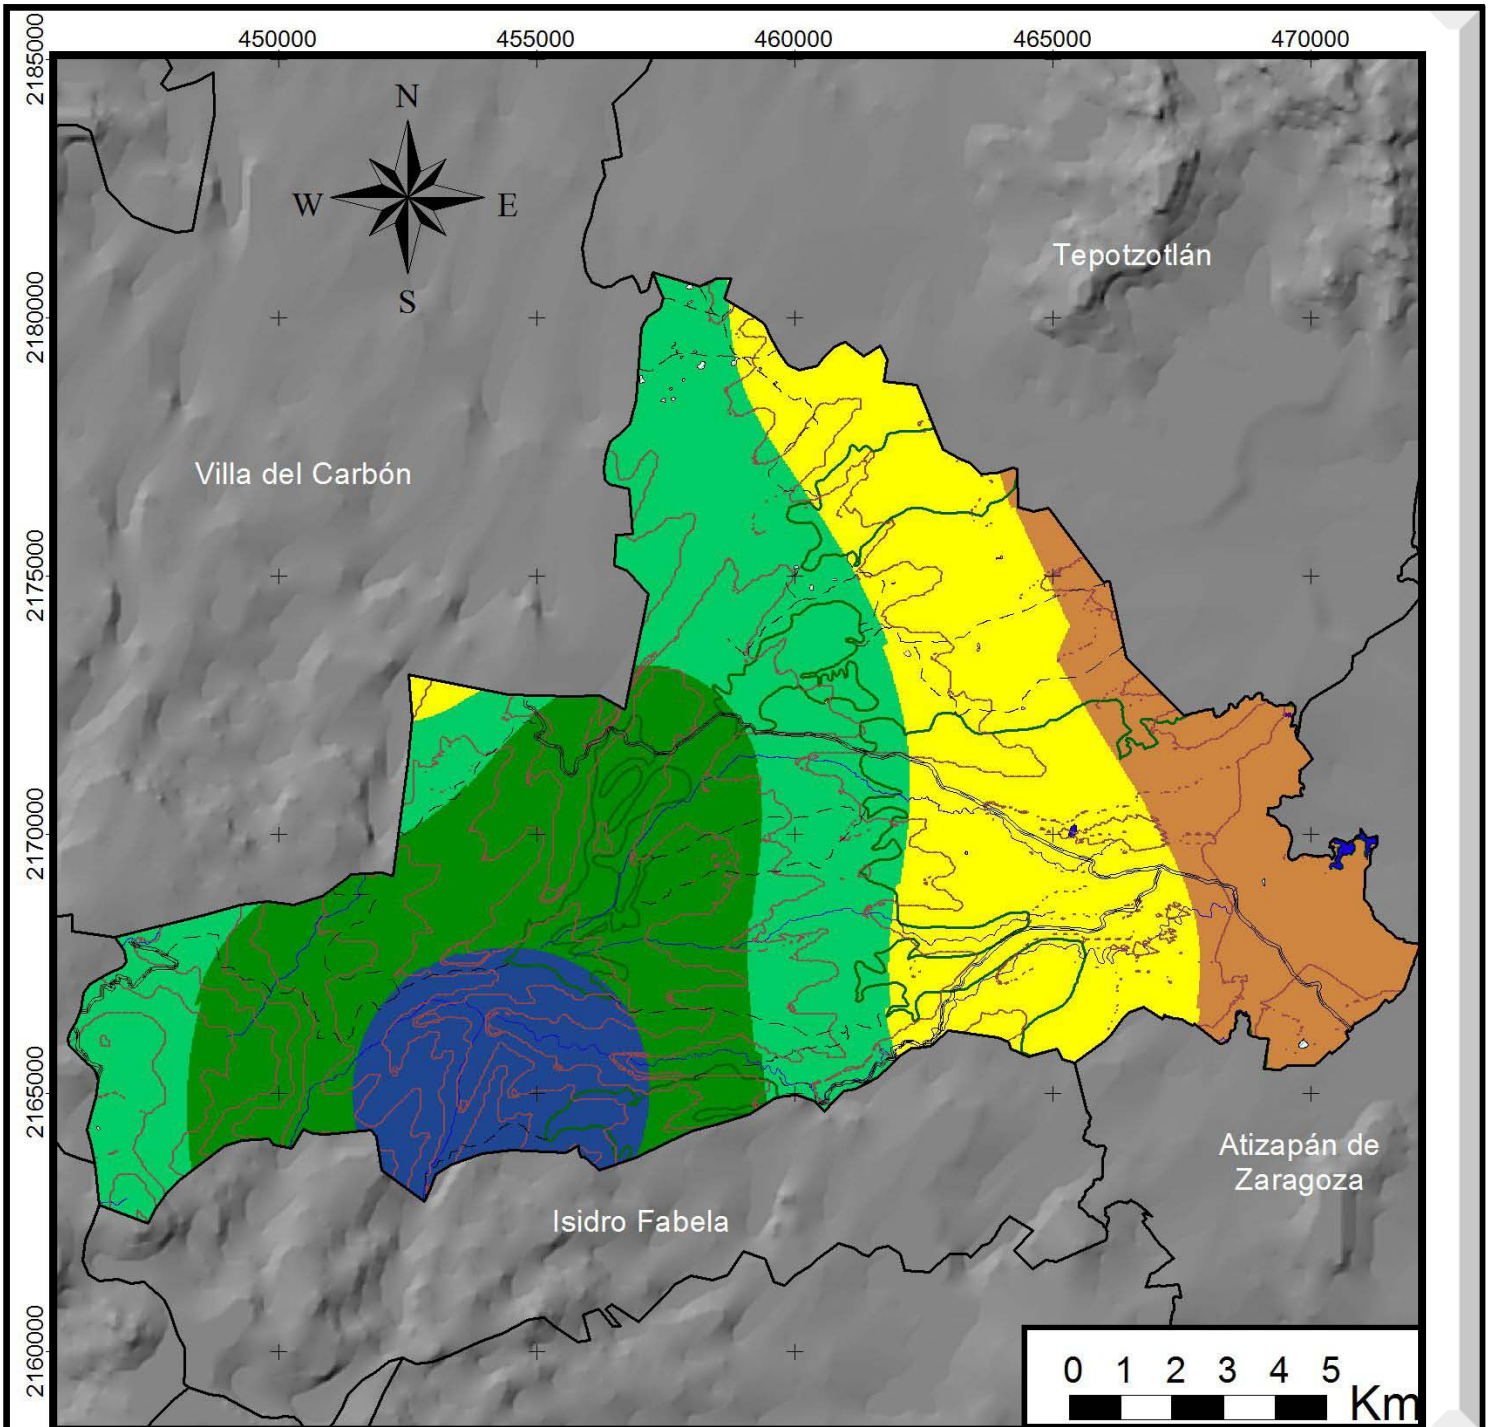 450000 455000 460000 465000 470000
2185000
2180000
2175000
2170000
2165000
2160000
N
W E
S
Tepotzotlán
Villa del Carbón
Atizapán de
Zaragoza
Isidro Fabela
0 1 2 3 4 5
Km